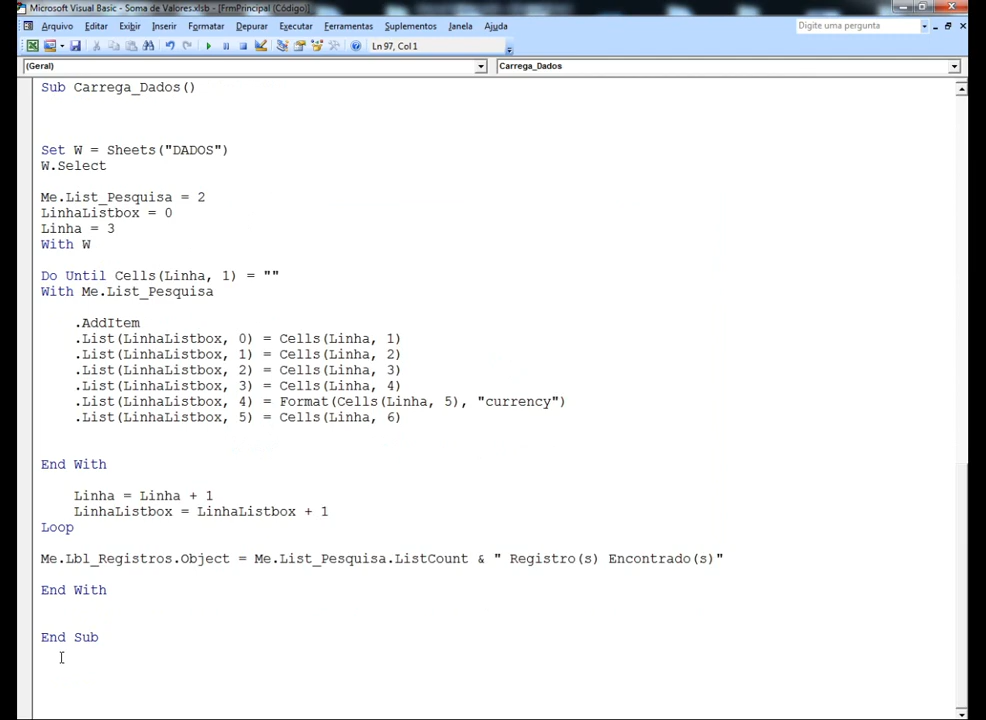 Microsoft Visual Basic - Soma de Valores.xlsb - [FrmPrincipal (Código)]
Arquivo Editar Exibir Inserir Formatar Depurar Executar Ferramentas Suplementos Janela Ajuda Digite uma pergunta
Ln 97, Col 1
(Geral) Carrega_Dados
Sub Carrega_Dados()
Set W = Sheets("DADOS")
W.Select
Me.List_Pesquisa = 2
LinhaListbox = 0
Linha = 3
With W
Do Until Cells(Linha, 1) = ""
With Me.List_Pesquisa
.AddItem
.List(LinhaListbox, 0) = Cells(Linha, 1)
.List(LinhaListbox, 1) = Cells(Linha, 2)
.List(LinhaListbox, 2) = Cells(Linha, 3)
.List(LinhaListbox, 3) = Cells(Linha, 4)
.List(LinhaListbox, 4) = Format(Cells(Linha, 5), "currency")
.List(LinhaListbox, 5) = Cells(Linha, 6)
End With
Linha = Linha + 1
LinhaListbox = LinhaListbox + 1
Loop
Me.Lbl_Registros.Object = Me.List_Pesquisa.ListCount & " Registro(s) Encontrado(s)"
End With
End Sub